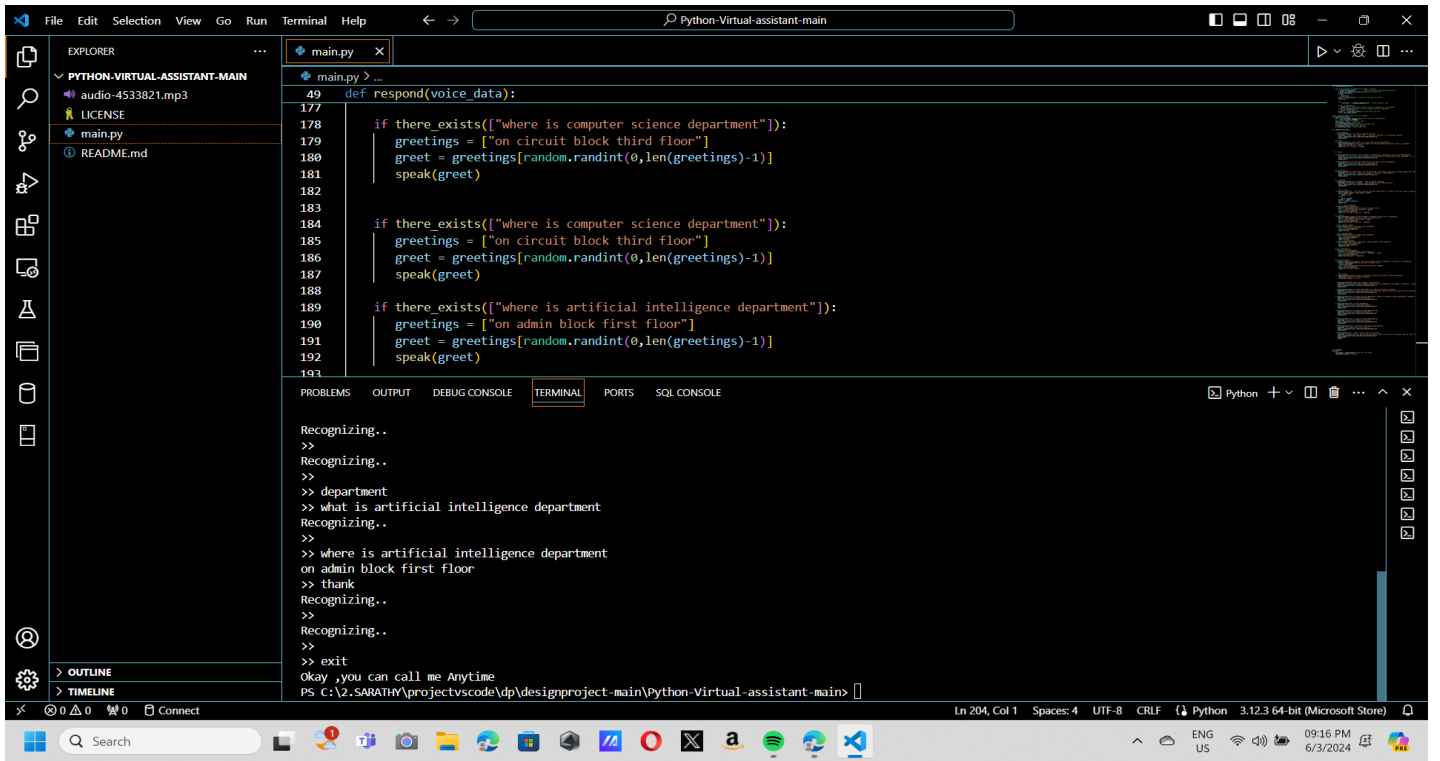 File Edit Selection View Go Run Terminal Help
Python-Virtual-assistant-main
EXPLORER
PYTHON-VIRTUAL-ASSISTANT-MAIN
audio-4533821.mp3
LICENSE
main.py
README.md
OUTLINE
TIMELINE
main.py
main.py > ...
49 def respond(voice_data):
177
178 if there_exists(["where is computer science department"]):
179 greetings = ["on circuit block third floor"]
180 greet = greetings[random.randint(0,len(greetings)-1)]
181 speak(greet)
182
183
184 if there_exists(["where is computer science department"]):
185 greetings = ["on circuit block third floor"]
186 greet = greetings[random.randint(0,len(greetings)-1)]
187 speak(greet)
188
189 if there_exists(["where is artificial intelligence department"]):
190 greetings = ["on admin block first floor"]
191 greet = greetings[random.randint(0,len(greetings)-1)]
192 speak(greet)
193
PROBLEMS OUTPUT DEBUG CONSOLE TERMINAL PORTS SQL CONSOLE
Python
Recognizing..
>>
Recognizing..
>>
>> department
>> what is artificial intelligence department
Recognizing..
>>
>> where is artificial intelligence department
on admin block first floor
>> thank
Recognizing..
>>
Recognizing..
>>
>> exit
Okay ,you can call me Anytime
PS C:\2.SARATHY\projectvscode\dp\designproject-main\Python-Virtual-assistant-main>
0 0 0 Connect
Ln 204, Col 1 Spaces: 4 UTF-8 CRLF Python 3.12.3 64-bit (Microsoft Store)
Search
1
ENG
US
09:16 PM
6/3/2024
PRE